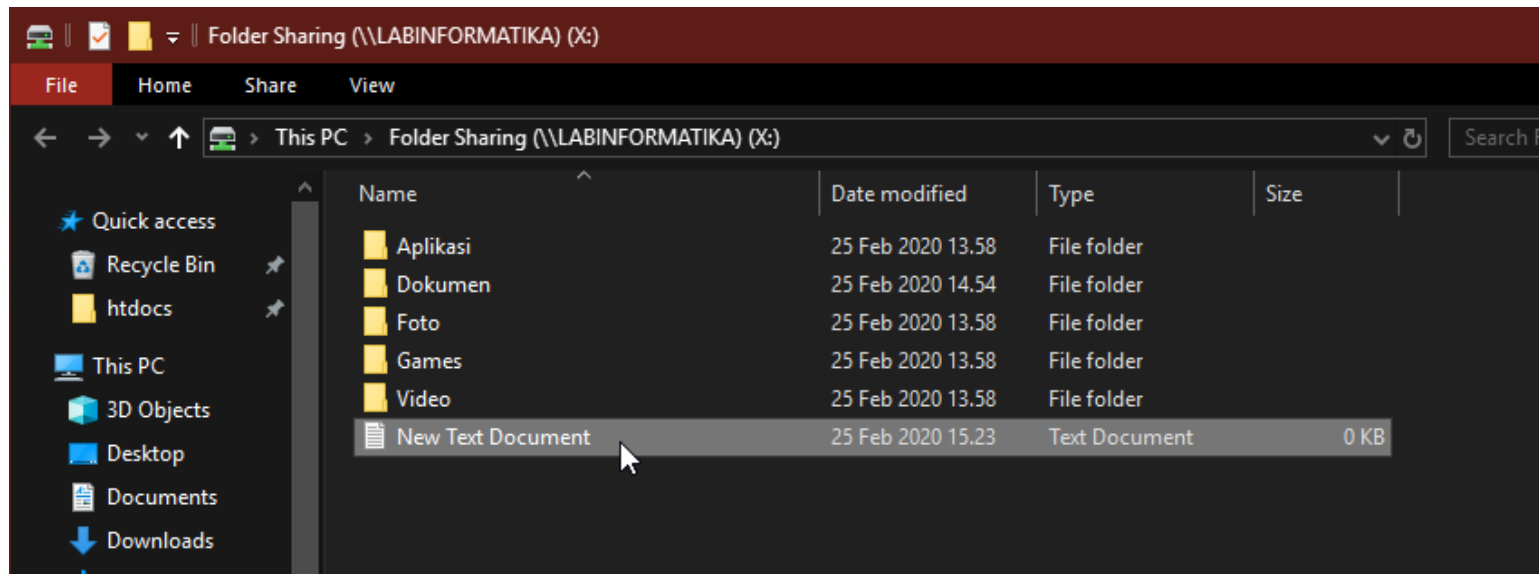 Folder Sharing (\\LABINFORMATIKA) (X:)
File Home Share View
This PC > Folder Sharing (\\LABINFORMATIKA) (X:) Search
Quick access
Recycle Bin
htdocs
This PC
3D Objects
Desktop
Documents
Downloads
Name Date modified Type Size
Aplikasi 25 Feb 2020 13.58 File folder
Dokumen 25 Feb 2020 14.54 File folder
Foto 25 Feb 2020 13.58 File folder
Games 25 Feb 2020 13.58 File folder
Video 25 Feb 2020 13.58 File folder
New Text Document 25 Feb 2020 15.23 Text Document 0 KB